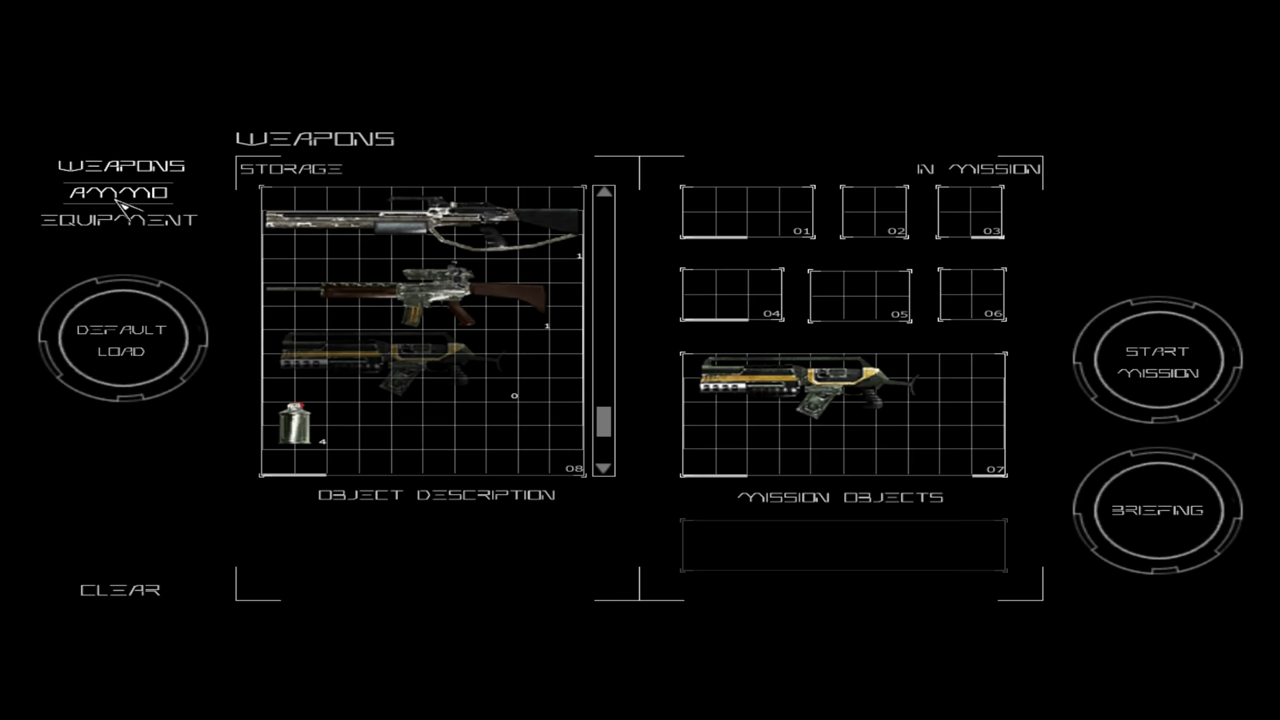 WEAPONS
WEAPONS
AMMO
EQUIPMENT
STORAGE
IN MISSION
01
02
03
1
04
05
06
1
DEFAULT
LOAD
START
MISSION
0
4
08
07
OBJECT DESCRIPTION
MISSION OBJECTS
BRIEFING
CLEAR